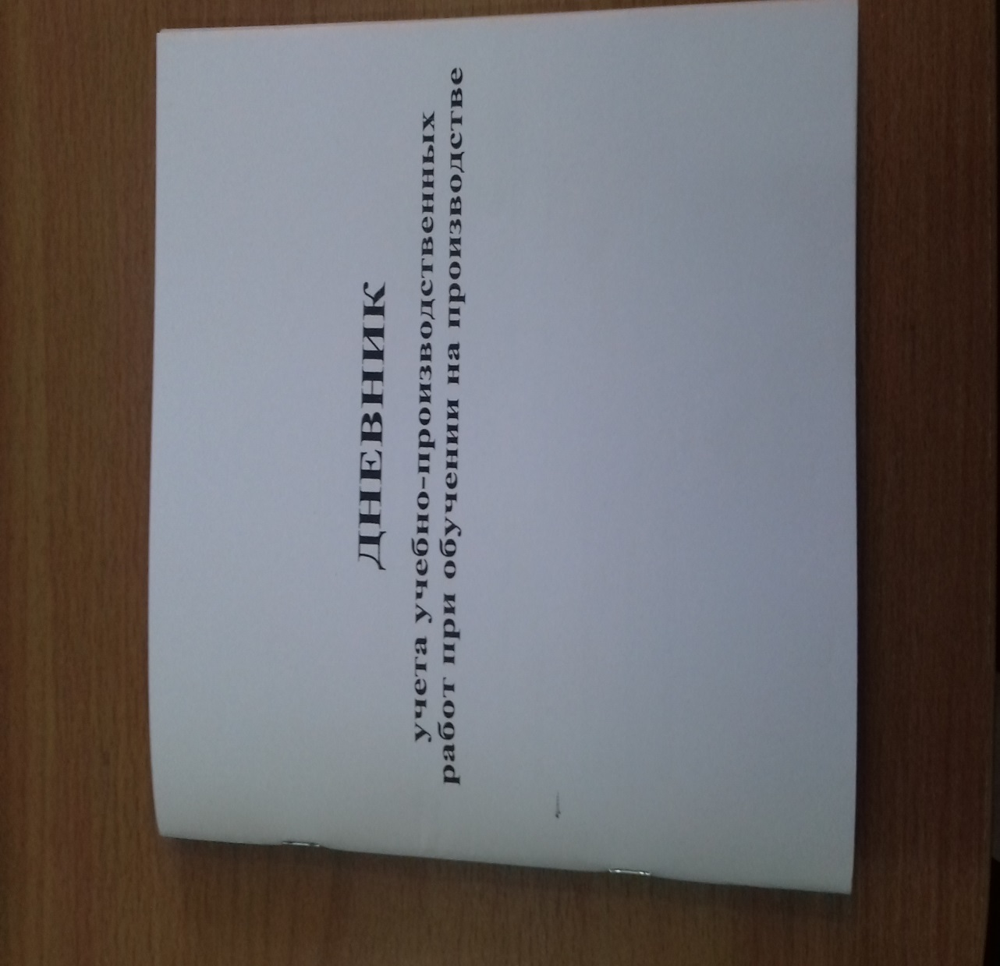 ДНЕВНИК
учета учебно-производственных
работ при обучении на производстве